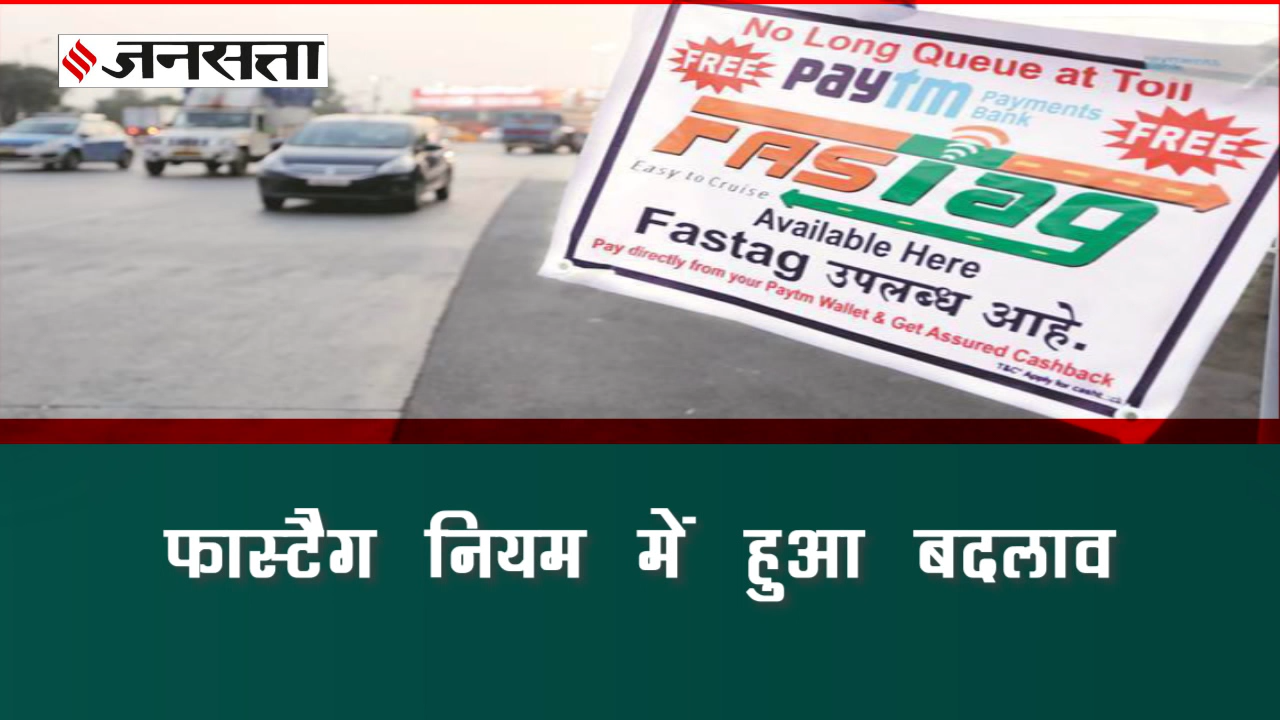 जनसत्ता
No Long Queue at Toll
FREE
paytm Payments Bank
FREE
FASTag
Easy to Cruise
Available Here
Fastag उपलब्ध आहे.
Pay directly from your Paytm Wallet & Get Assured Cashback
फास्टैग नियम में हुआ बदलाव